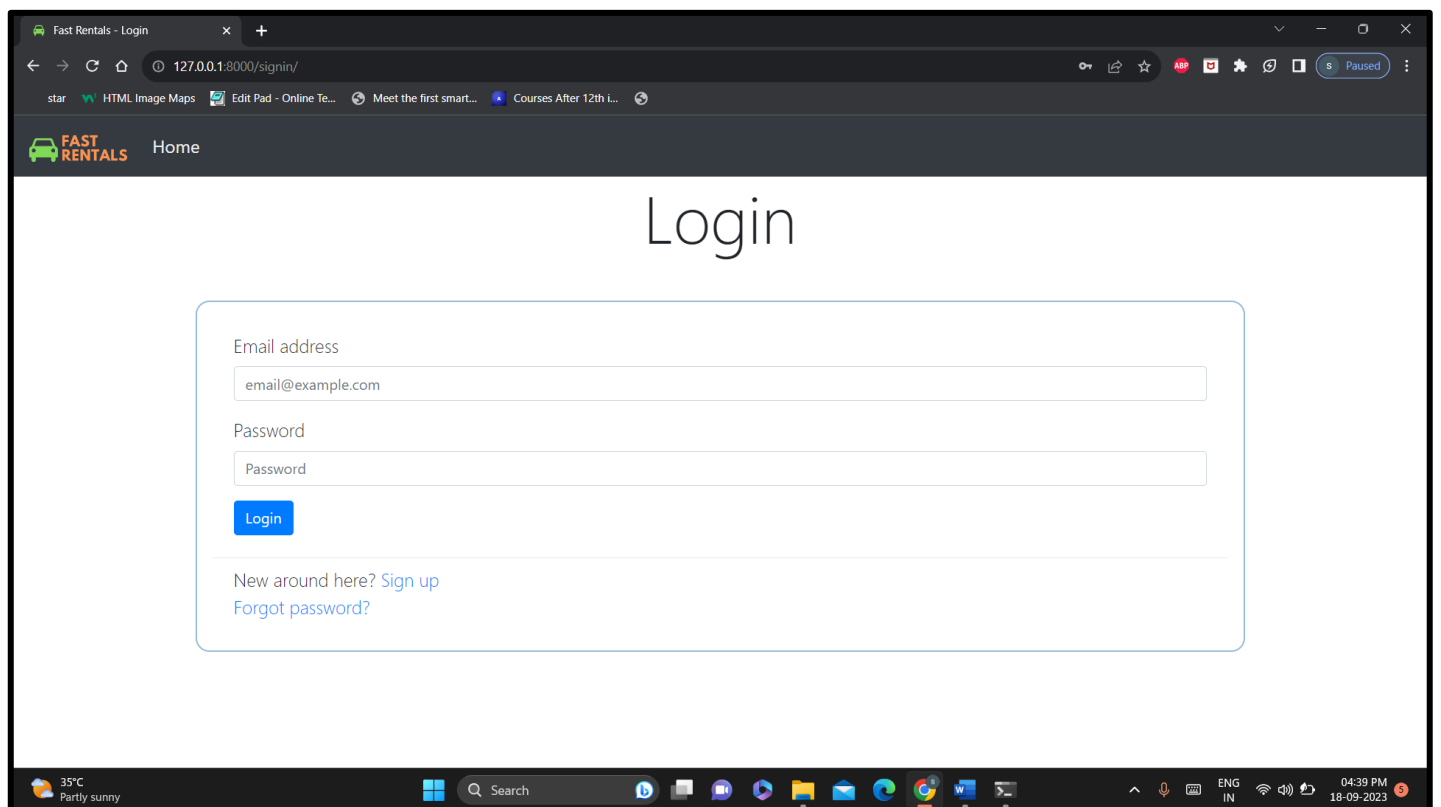 Fast Rentals - Login
127.0.0.1:8000/signin/
ABP
S Paused
star HTML Image Maps Edit Pad - Online Te... Meet the first smart... Courses After 12th i...
FAST
RENTALS
Home
Login
Email address
email@example.com
Password
Password
Login
New around here? Sign up
Forgot password?
35°C
Partly sunny
Search
ENG
IN
04:39 PM
18-09-2023
5